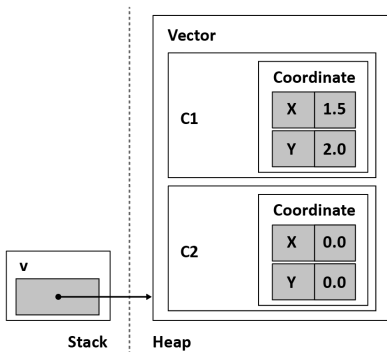 Vector
C1
Coordinate
X 1.5
Y 2.0
C2
Coordinate
X 0.0
Y 0.0
v
Stack Heap